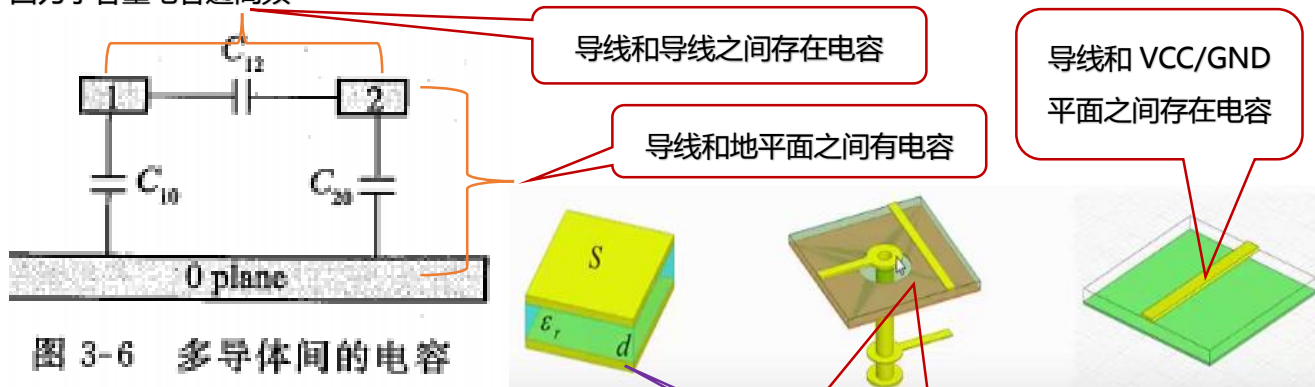 导线和导线之间存在电容
导线和 VCC/GND
平面之间存在电容
导线和地平面之间有电容
C12
1
2
C10
C20
0 plane
S
εr
d
图 3-6 多导体间的电容